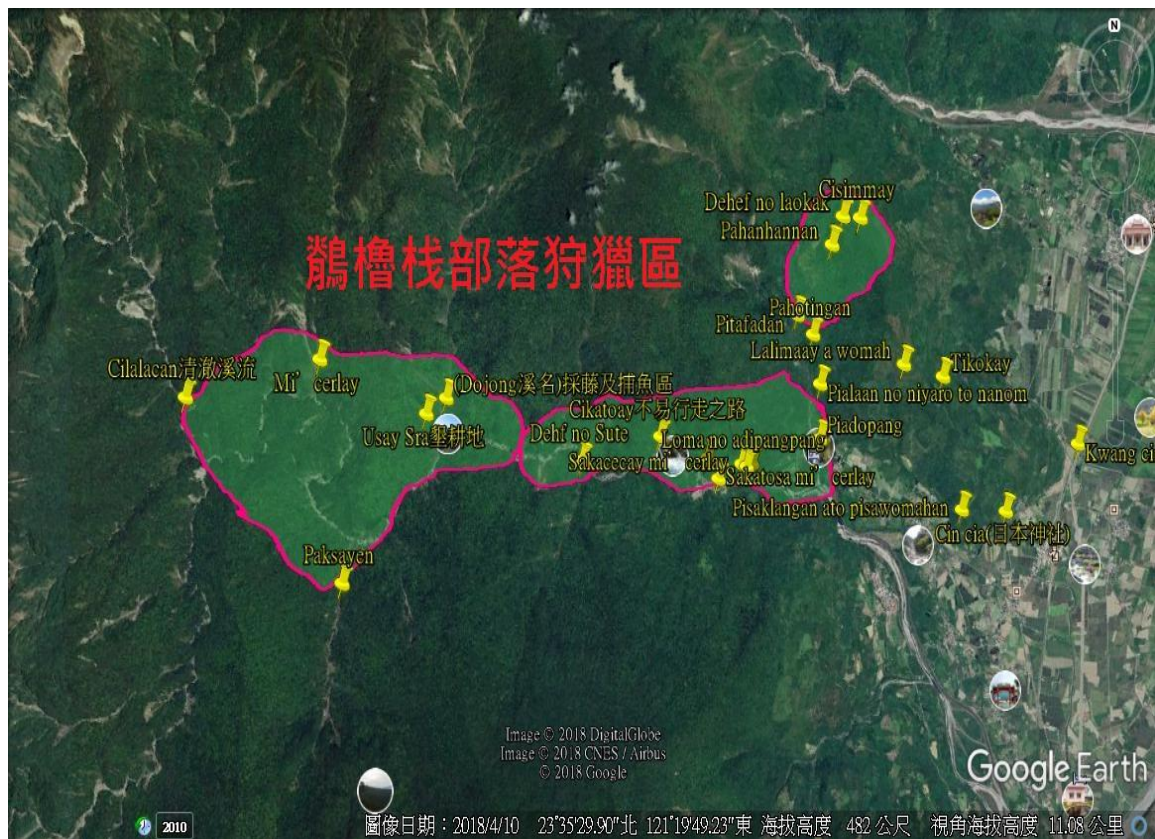 N
Cisimmay
Dehef no laokak
Pahanhannan
鶺櫓栈部落狩獵區
Pahotingan
Pitafadan
Lalimaay a womah
Tikokay
Cilalacan清澈溪流
Mi’ cerlay
(Dojong溪名)採藤及捕魚區
Pialaan no niyaro to nanom
Cikatoay不易行走之路
Usay Sra墾耕地
Dehf no Sute
Loma no adipangpang
Piadopang
Sakacecay mi’ cerlay
Kwang ci
Sakatosa mi’ cerlay
Pisaklangan ato pisawomahan
Cin cia(日本神社)
Paksayen
Image © 2018 DigitalGlobe
Image © 2018 CNES / Airbus
© 2018 Google
Google Earth
2010
圖像日期：2018/4/10 23°35'29.90"北 121°19'49.23"東 海拔高度 482 公尺 視角海拔高度 11.08 公里